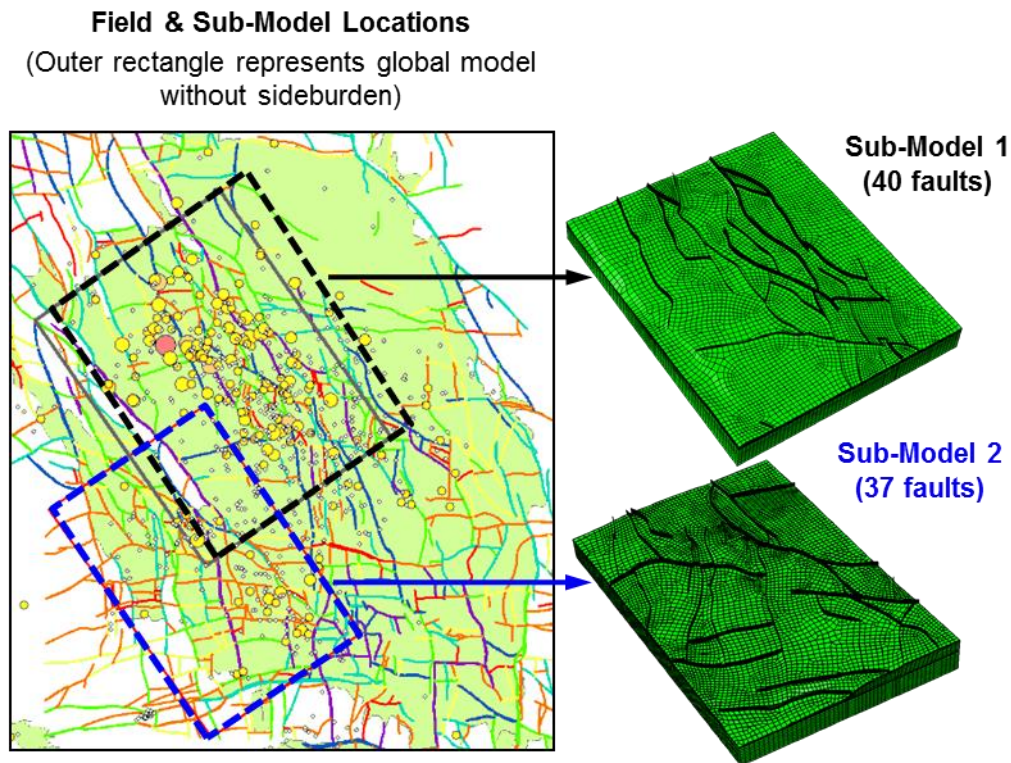 Field & Sub-Model Locations
(Outer rectangle represents global model
without sideburden)
Sub-Model 1
(40 faults)
Sub-Model 2
(37 faults)